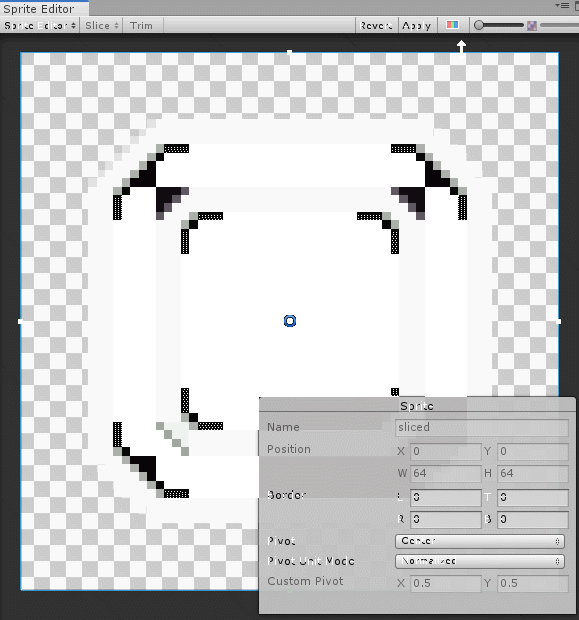 Sprite Editor
Sprite Editor Slice Trim Revert Apply
Sprite
Name sliced
Position X 0 Y 0
W 64 H 64
Border L 0 T 0
R 0 B 0
Pivot Center
Pivot Unit Mode Normalized
Custom Pivot X 0.5 Y 0.5